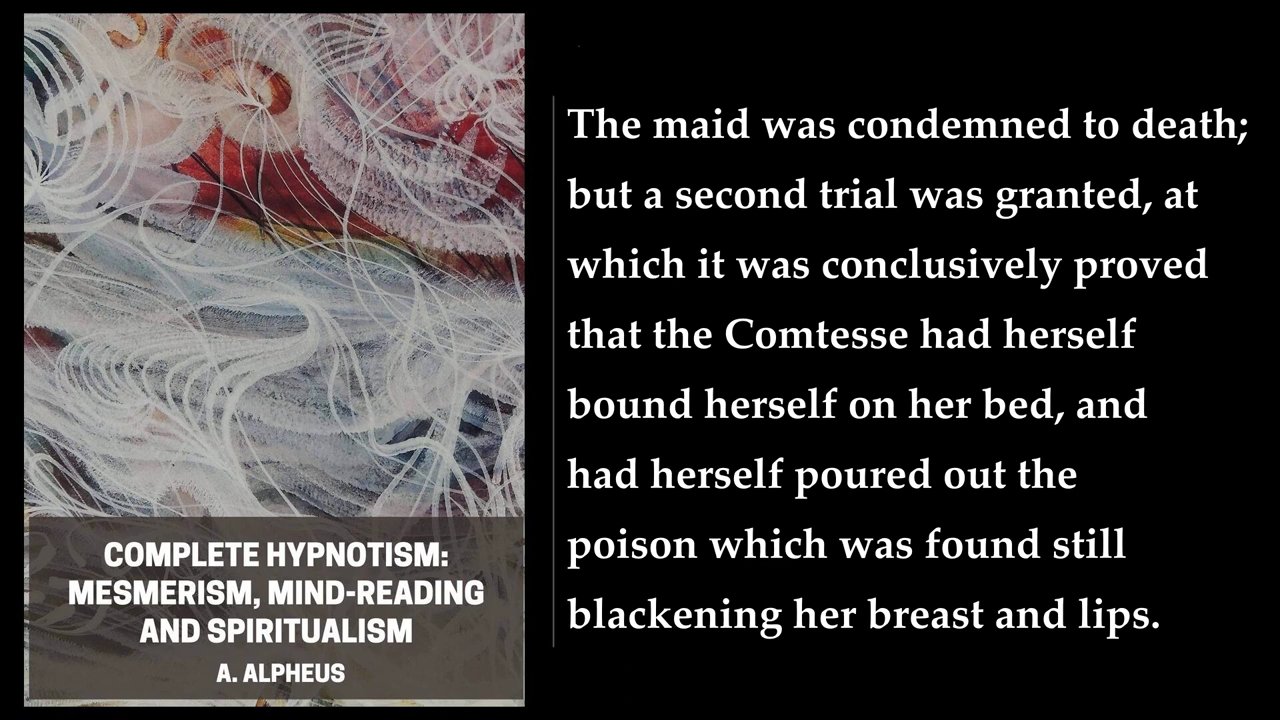 COMPLETE HYPNOTISM:
MESMERISM, MIND-READING
AND SPIRITUALISM
A. ALPHEUS
The maid was condemned to death;
but a second trial was granted, at
which it was conclusively proved
that the Comtesse had herself
bound herself on her bed, and
had herself poured out the
poison which was found still
blackening her breast and lips.